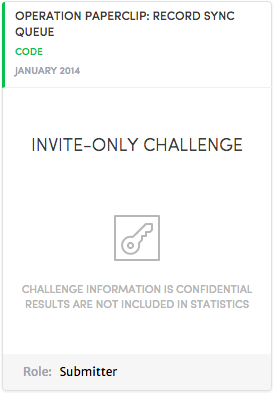 OPERATION PAPERCLIP: RECORD SYNC
QUEUE
CODE
JANUARY 2014
INVITE-ONLY CHALLENGE
CHALLENGE INFORMATION IS CONFIDENTIAL
RESULTS ARE NOT INCLUDED IN STATISTICS
Role: Submitter